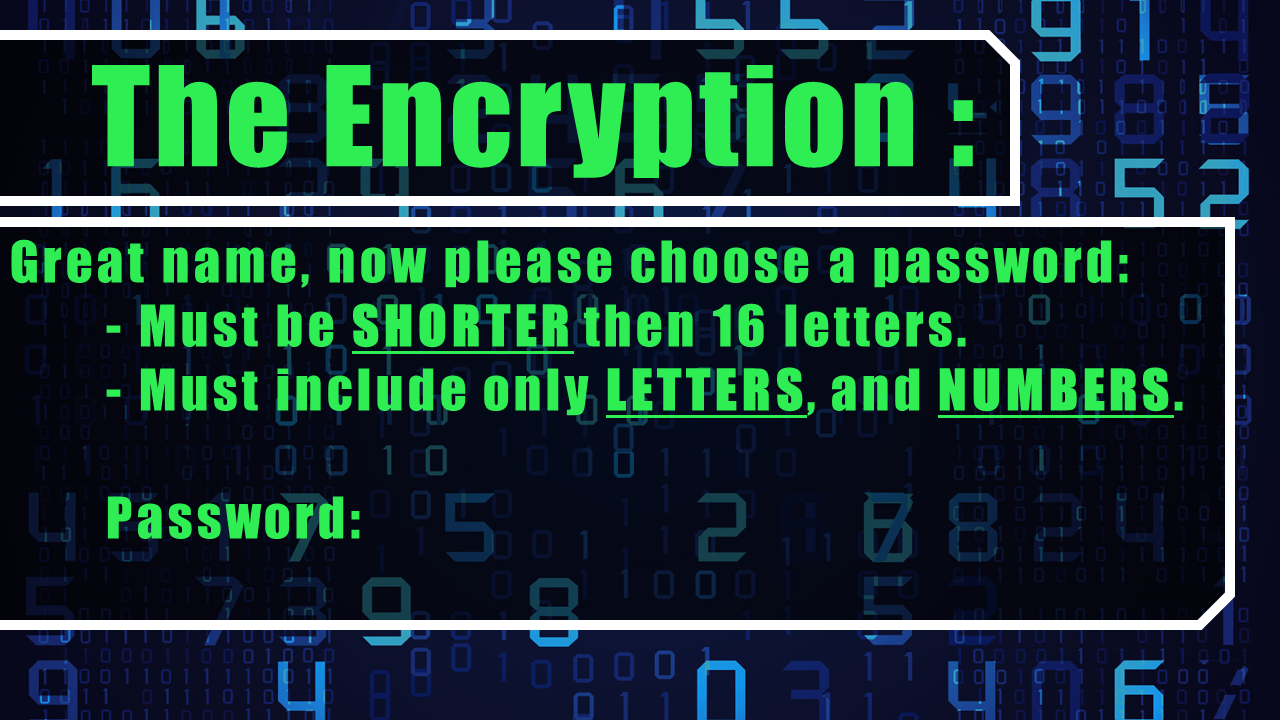 The Encryption :
Great name, now please choose a password:
- Must be SHORTER then 16 letters.
- Must include only LETTERS, and NUMBERS.
Password: